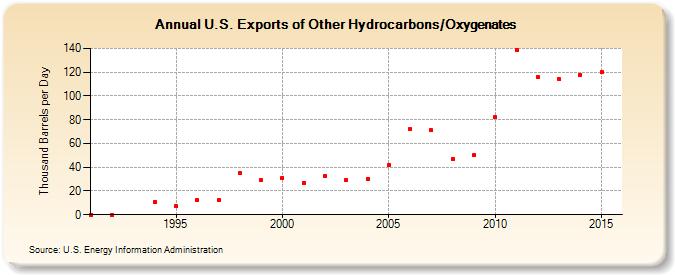 Annual U.S. Exports of Other Hydrocarbons/Oxygenates
Thousand Barrels per Day
140
120
100
80
60
40
20
0
1995 2000 2005 2010 2015
Source: U.S. Energy Information Administration